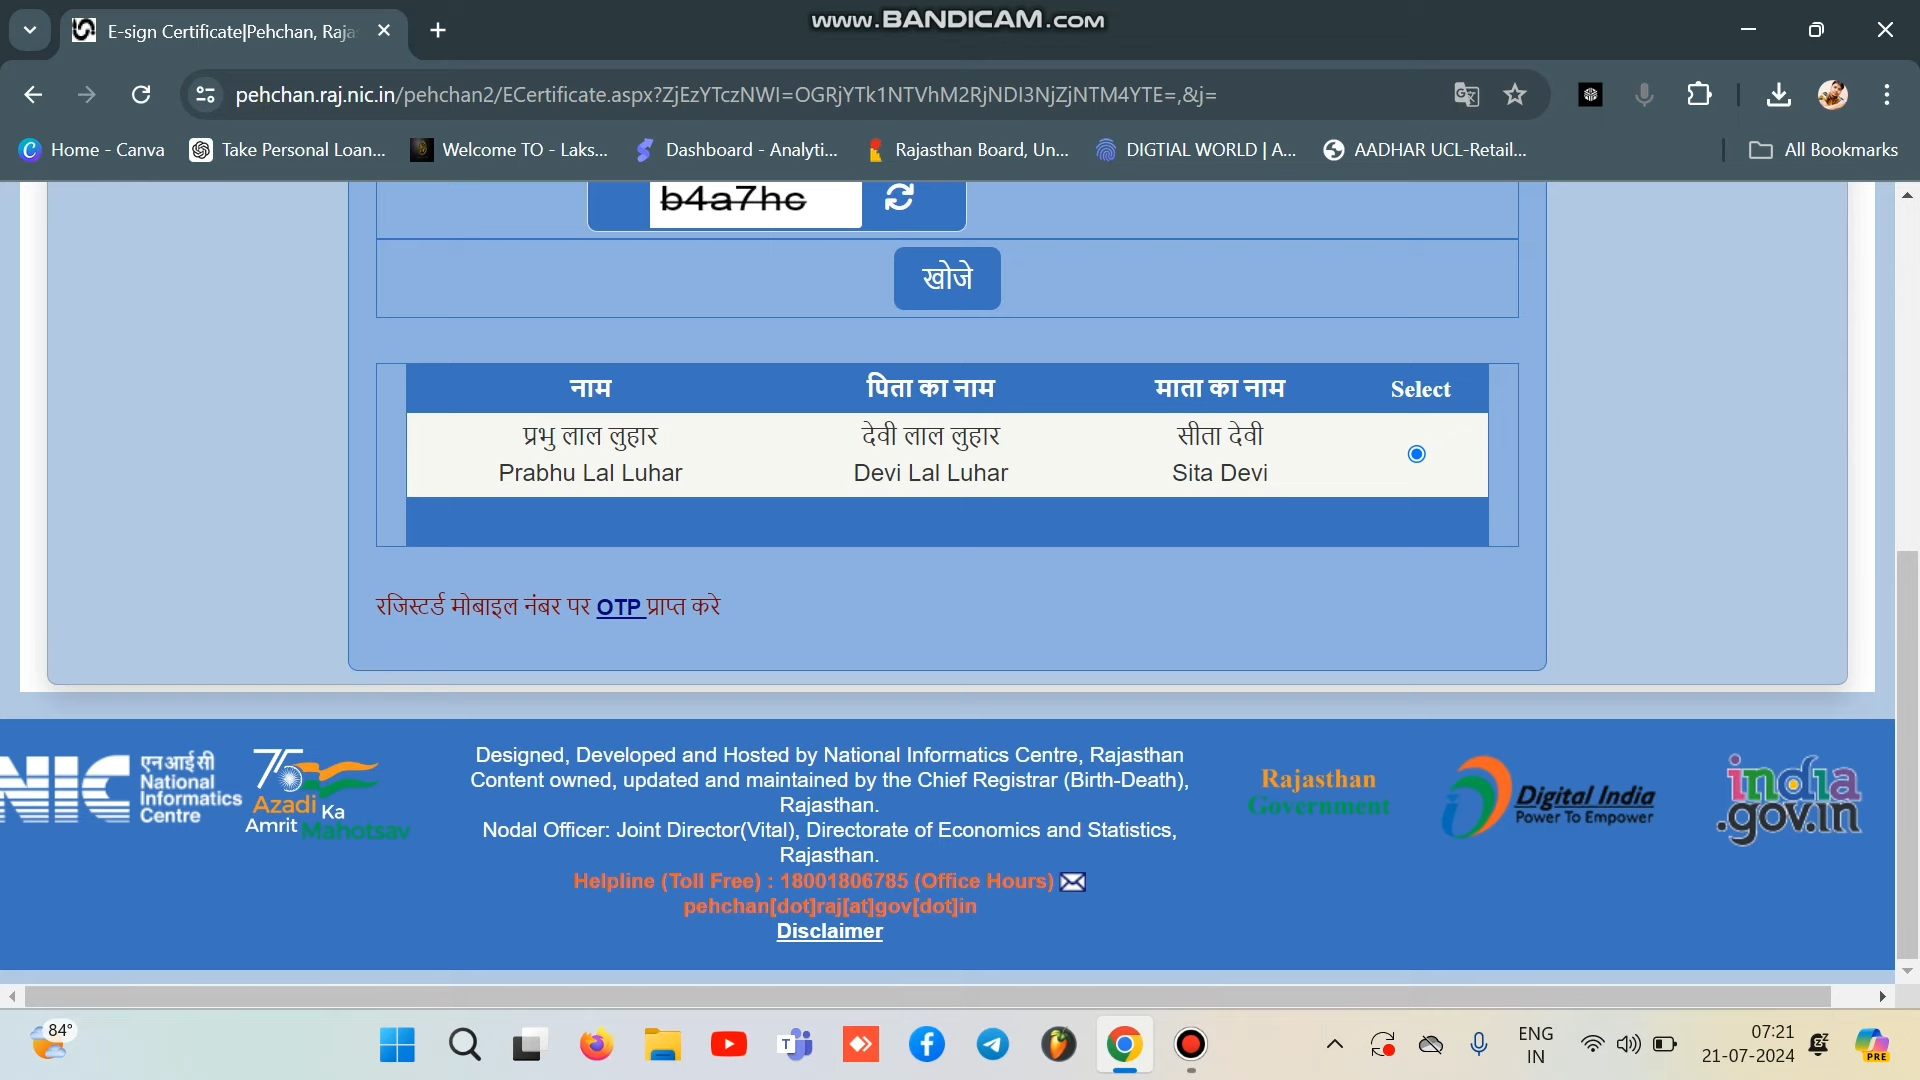 www.BANDICAM.com
E-sign Certificate|Pehchan, Raja
pehchan.raj.nic.in/pehchan2/ECertificate.aspx?ZjEzYTczNWI=OGRjYTk1NTVhM2RjNDI3NjZjNTM4YTE=,&j=
Home - Canva
Take Personal Loan...
Welcome TO - Laks...
Dashboard - Analyti...
Rajasthan Board, Un...
DIGTIAL WORLD | A...
AADHAR UCL-Retail...
All Bookmarks
b4a7hc
खोजे
नाम पिता का नाम माता का नाम Select
प्रभु लाल लुहार देवी लाल लुहार सीता देवी
Prabhu Lal Luhar Devi Lal Luhar Sita Devi
रजिस्टर्ड मोबाइल नंबर पर OTP प्राप्त करे
NIC
एनआईसी
National
Informatics
Centre
75
Azadi Ka
Amrit Mahotsav
Designed, Developed and Hosted by National Informatics Centre, Rajasthan
Content owned, updated and maintained by the Chief Registrar (Birth-Death),
Rajasthan.
Nodal Officer: Joint Director(Vital), Directorate of Economics and Statistics,
Rajasthan.
Helpline (Toll Free) : 18001806785 (Office Hours)
pehchan[dot]raj[at]gov[dot]in
Disclaimer
Rajasthan
Government
Digital India
Power To Empower
india
.gov.in
84°
ENG
IN
07:21
21-07-2024
PRE